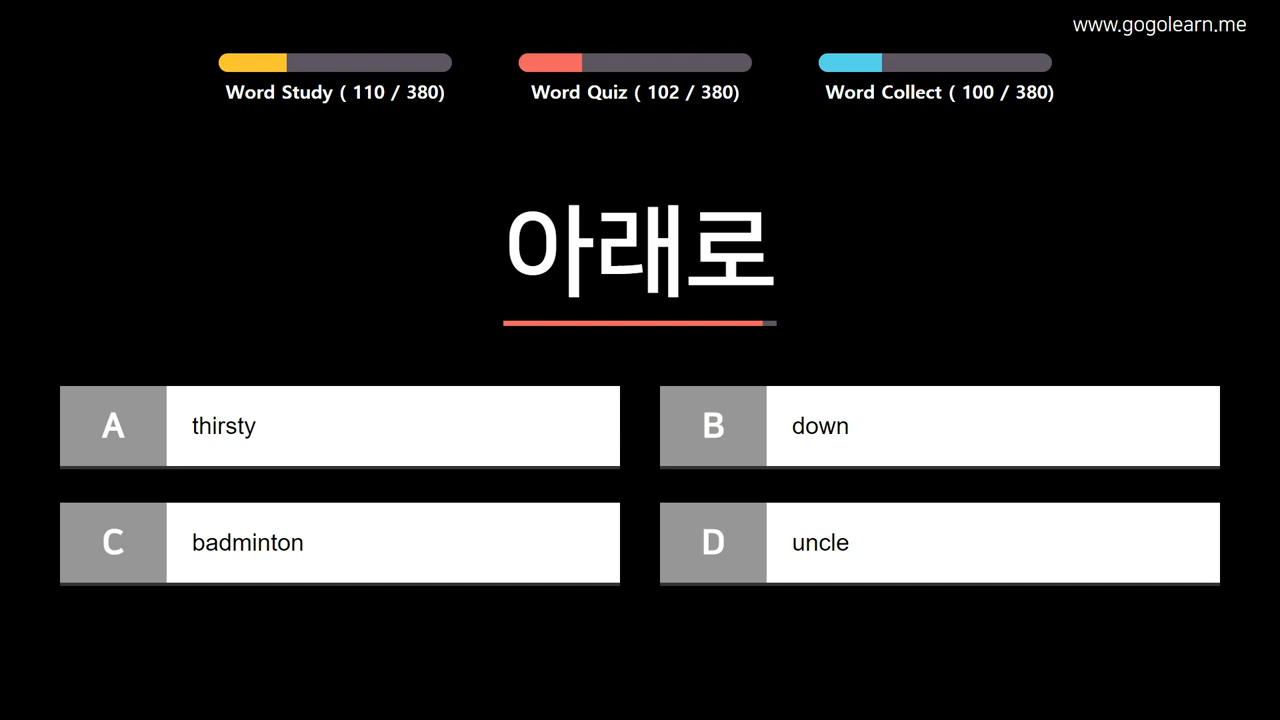 www.gogolearn.me
Word Study ( 110 / 380)
Word Quiz ( 102 / 380)
Word Collect ( 100 / 380)
아래로
A thirsty
B down
C badminton
D uncle